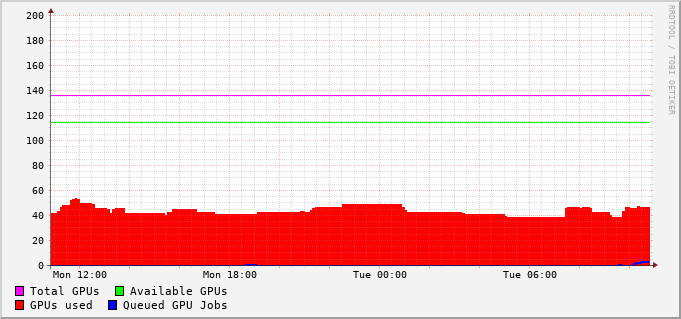 200
180
160
140
120
100
80
60
40
20
0
Mon 12:00 Mon 18:00 Tue 00:00 Tue 06:00
Total GPUs Available GPUs
GPUs used Queued GPU Jobs
RRDTOOL / TOBI OETIKER